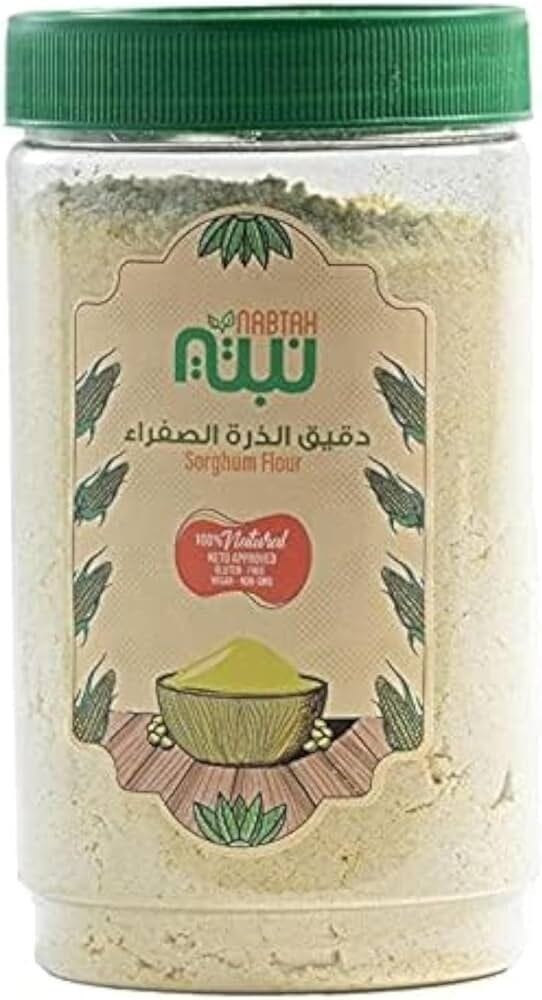 NABTAH
نبتة
دقيق الذرة الصفراء
Sorghum Flour
100% Natural
KETO APPROVED
GLUTEN - FREE
VEGAN - NON-GMO